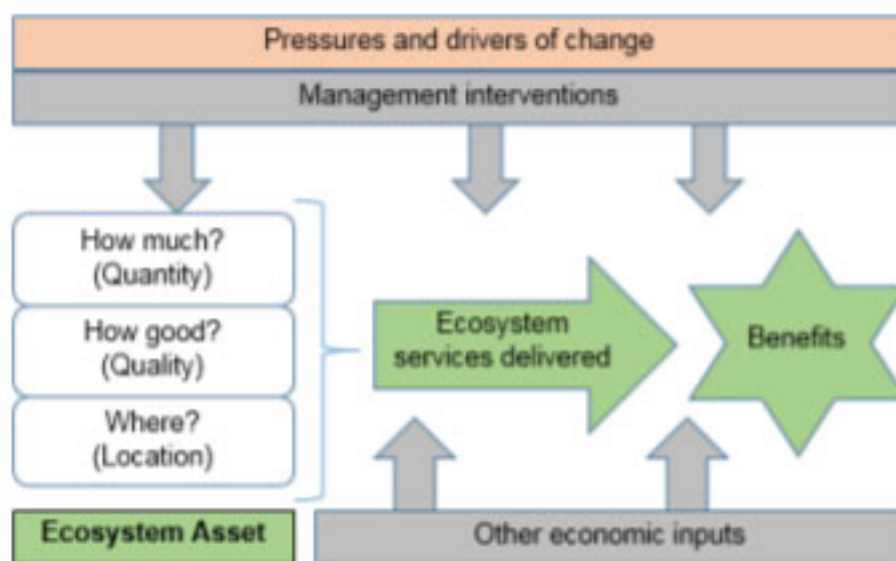 Pressures and drivers of change
Management interventions
How much?
(Quantity)
How good?
(Quality)
Where?
(Location)
Ecosystem
services delivered
Benefits
Ecosystem Asset
Other economic inputs